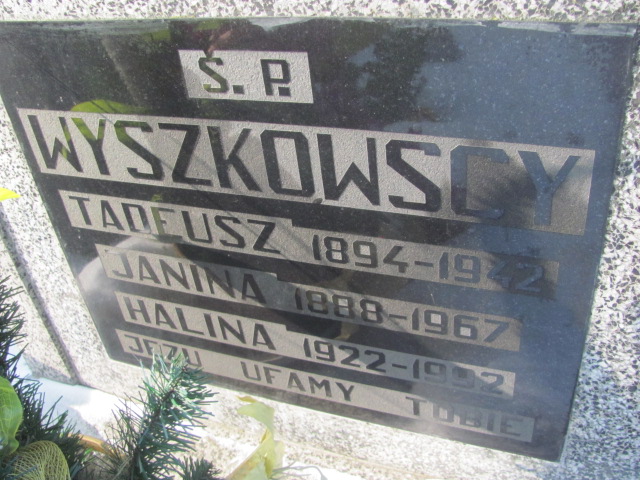 Ś. P.
WYSZKOWSCY
TADEUSZ 1894-1942
JANINA 1888-1967
HALINA 1922-1992
JEZU UFAMY TOBIE